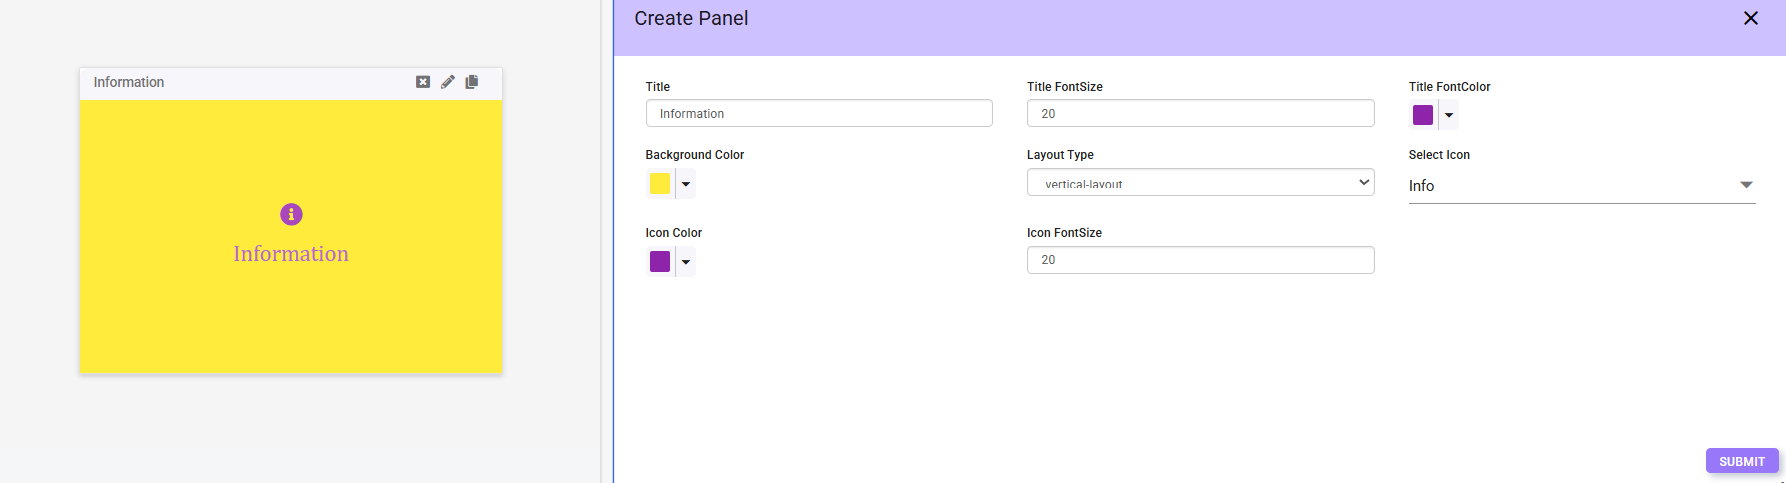 Information
Information
Create Panel
Title
Information
Title FontSize
20
Title FontColor
Background Color
Layout Type
vertical-layout
Select Icon
Info
Icon Color
Icon FontSize
20
SUBMIT